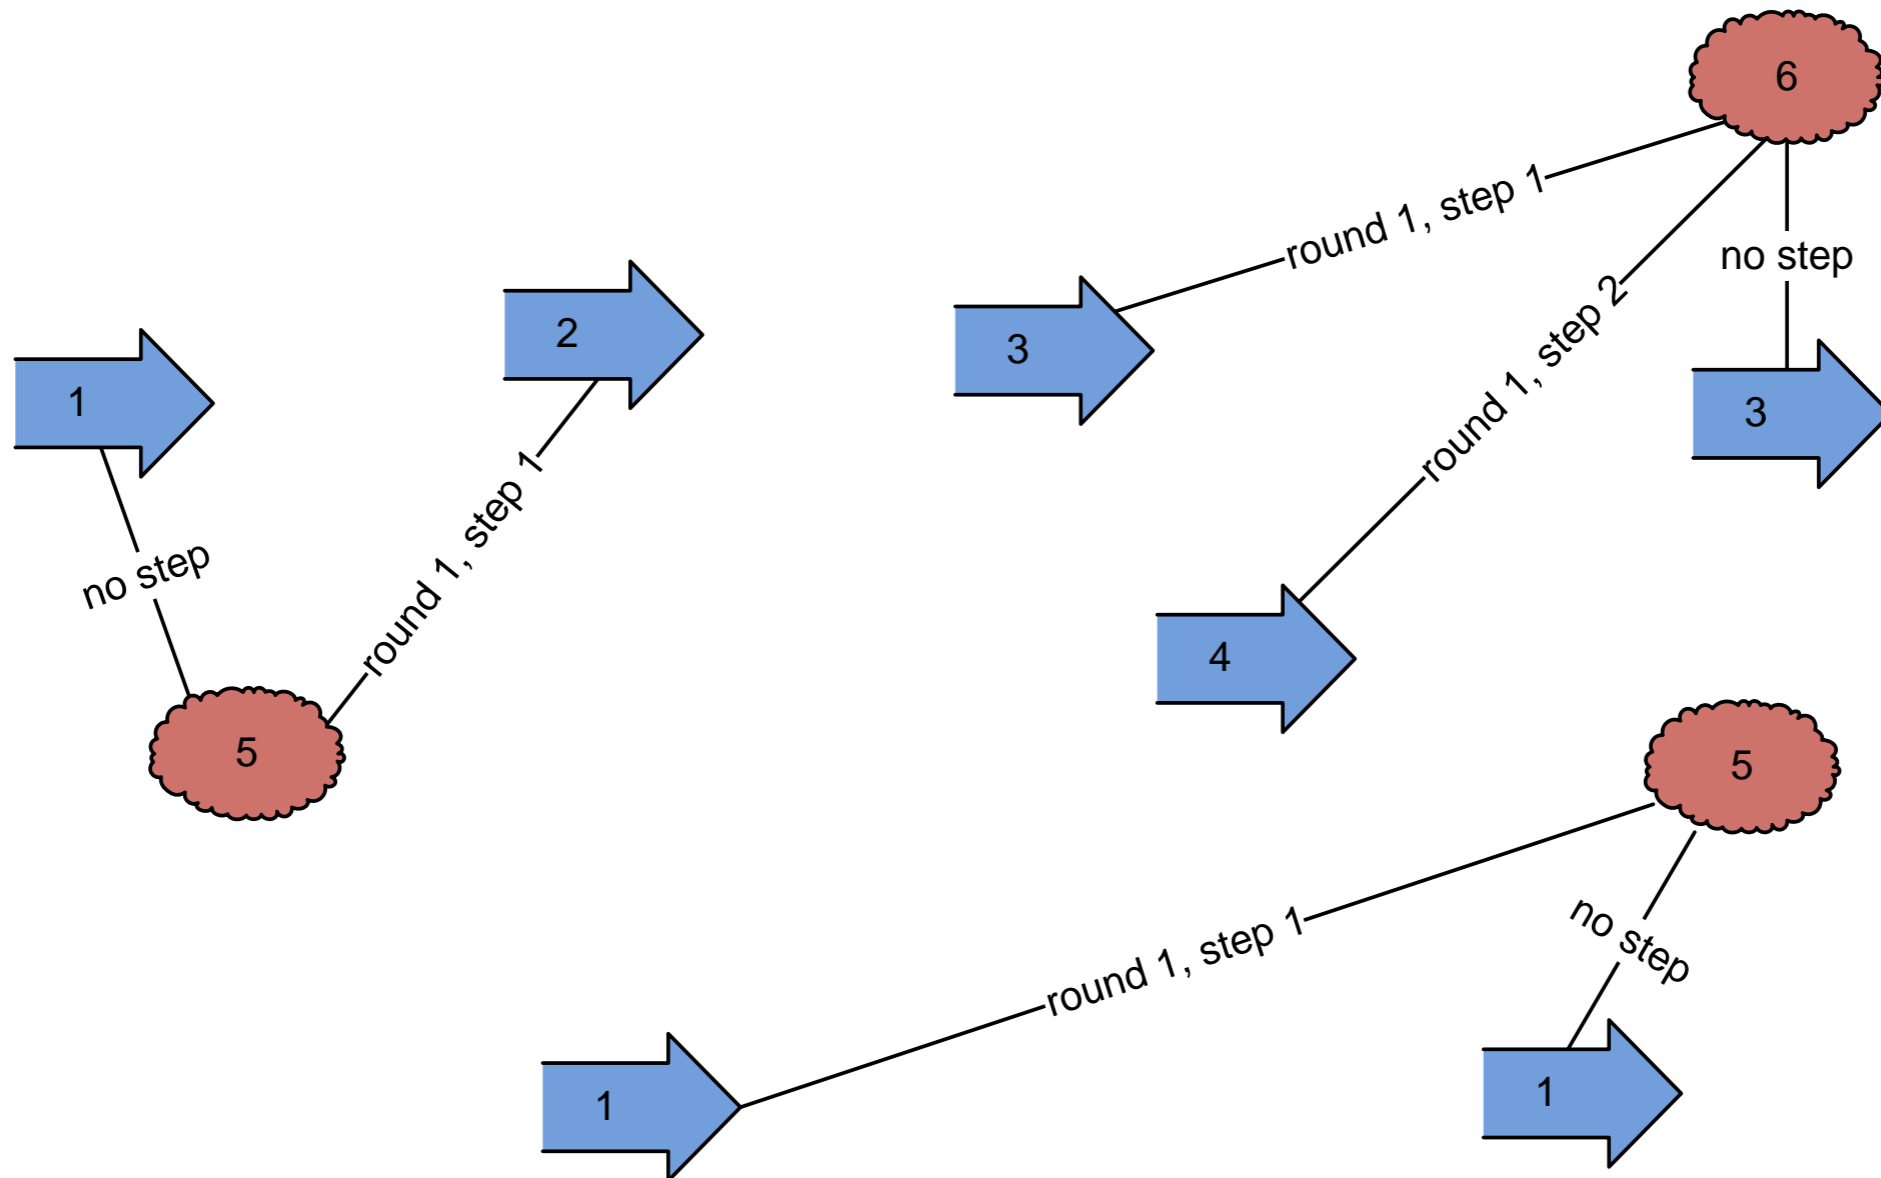 6
round 1, step 1
no step
2
3
round 1, step 2
1
3
round 1, step 1
no step
4
5
5
round 1, step 1
no step
1
1